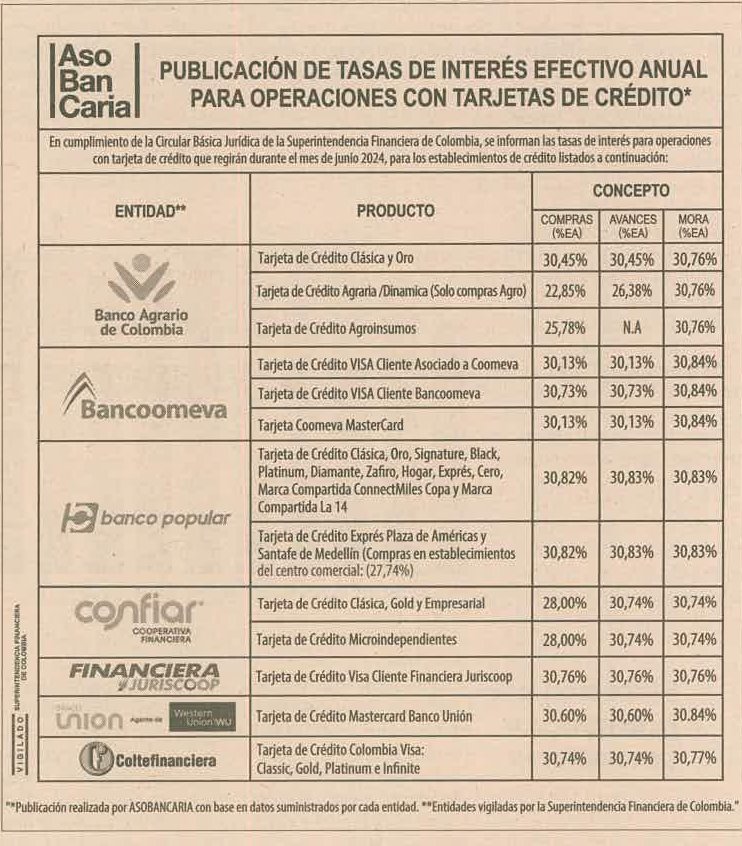 Aso
Ban
Caria
PUBLICACIÓN DE TASAS DE INTERÉS EFECTIVO ANUAL
PARA OPERACIONES CON TARJETAS DE CRÉDITO*
En cumplimiento de la Circular Básica Jurídica de la Superintendencia Financiera de Colombia, se informan las tasas de interés para operaciones
con tarjeta de crédito que regirán durante el mes de junio 2024, para los establecimientos de crédito listados a continuación:
ENTIDAD**
PRODUCTO
CONCEPTO
COMPRAS (%EA)
AVANCES (%EA)
MORA (%EA)
Banco Agrario
de Colombia
Tarjeta de Crédito Clásica y Oro 30,45% 30,45% 30,76%
Tarjeta de Crédito Agraria /Dinamica (Solo compras Agro) 22,85% 26,38% 30,76%
Tarjeta de Crédito Agroinsumos 25,78% N.A 30,76%
Bancoomeva
Tarjeta de Crédito VISA Cliente Asociado a Coomeva 30,13% 30,13% 30,84%
Tarjeta de Crédito VISA Cliente Bancoomeva 30,73% 30,73% 30,84%
Tarjeta Coomeva MasterCard 30,13% 30,13% 30,84%
banco popular
Tarjeta de Crédito Clásica, Oro, Signature, Black,
Platinum, Diamante, Zafiro, Hogar, Exprés, Cero,
Marca Compartida ConnectMiles Copa y Marca
Compartida La 14
30,82% 30,83% 30,83%
Tarjeta de Crédito Exprés Plaza de Américas y
Santafe de Medellín (Compras en establecimientos
del centro comercial: (27,74%)
30,82% 30,83% 30,83%
confiar
COOPERATIVA
FINANCIERA
Tarjeta de Crédito Clásica, Gold y Empresarial 28,00% 30,74% 30,74%
Tarjeta de Crédito Microindependientes 28,00% 30,74% 30,74%
FINANCIERA
JURISCOOP
Tarjeta de Crédito Visa Cliente Financiera Juriscoop 30,76% 30,76% 30,76%
BANCO
union
Agente de
Western
Union WU
Tarjeta de Crédito Mastercard Banco Unión 30.60% 30,60% 30.84%
Coltefinanciera
Tarjeta de Crédito Colombia Visa:
Classic, Gold, Platinum e Infinite
30,74% 30,74% 30,77%
VIGILADO SUPERINTENDENCIA FINANCIERA
DE COLOMBIA
"*Publicación realizada por ASOBANCARIA con base en datos suministrados por cada entidad. **Entidades vigiladas por la Superintendencia Financiera de Colombia."